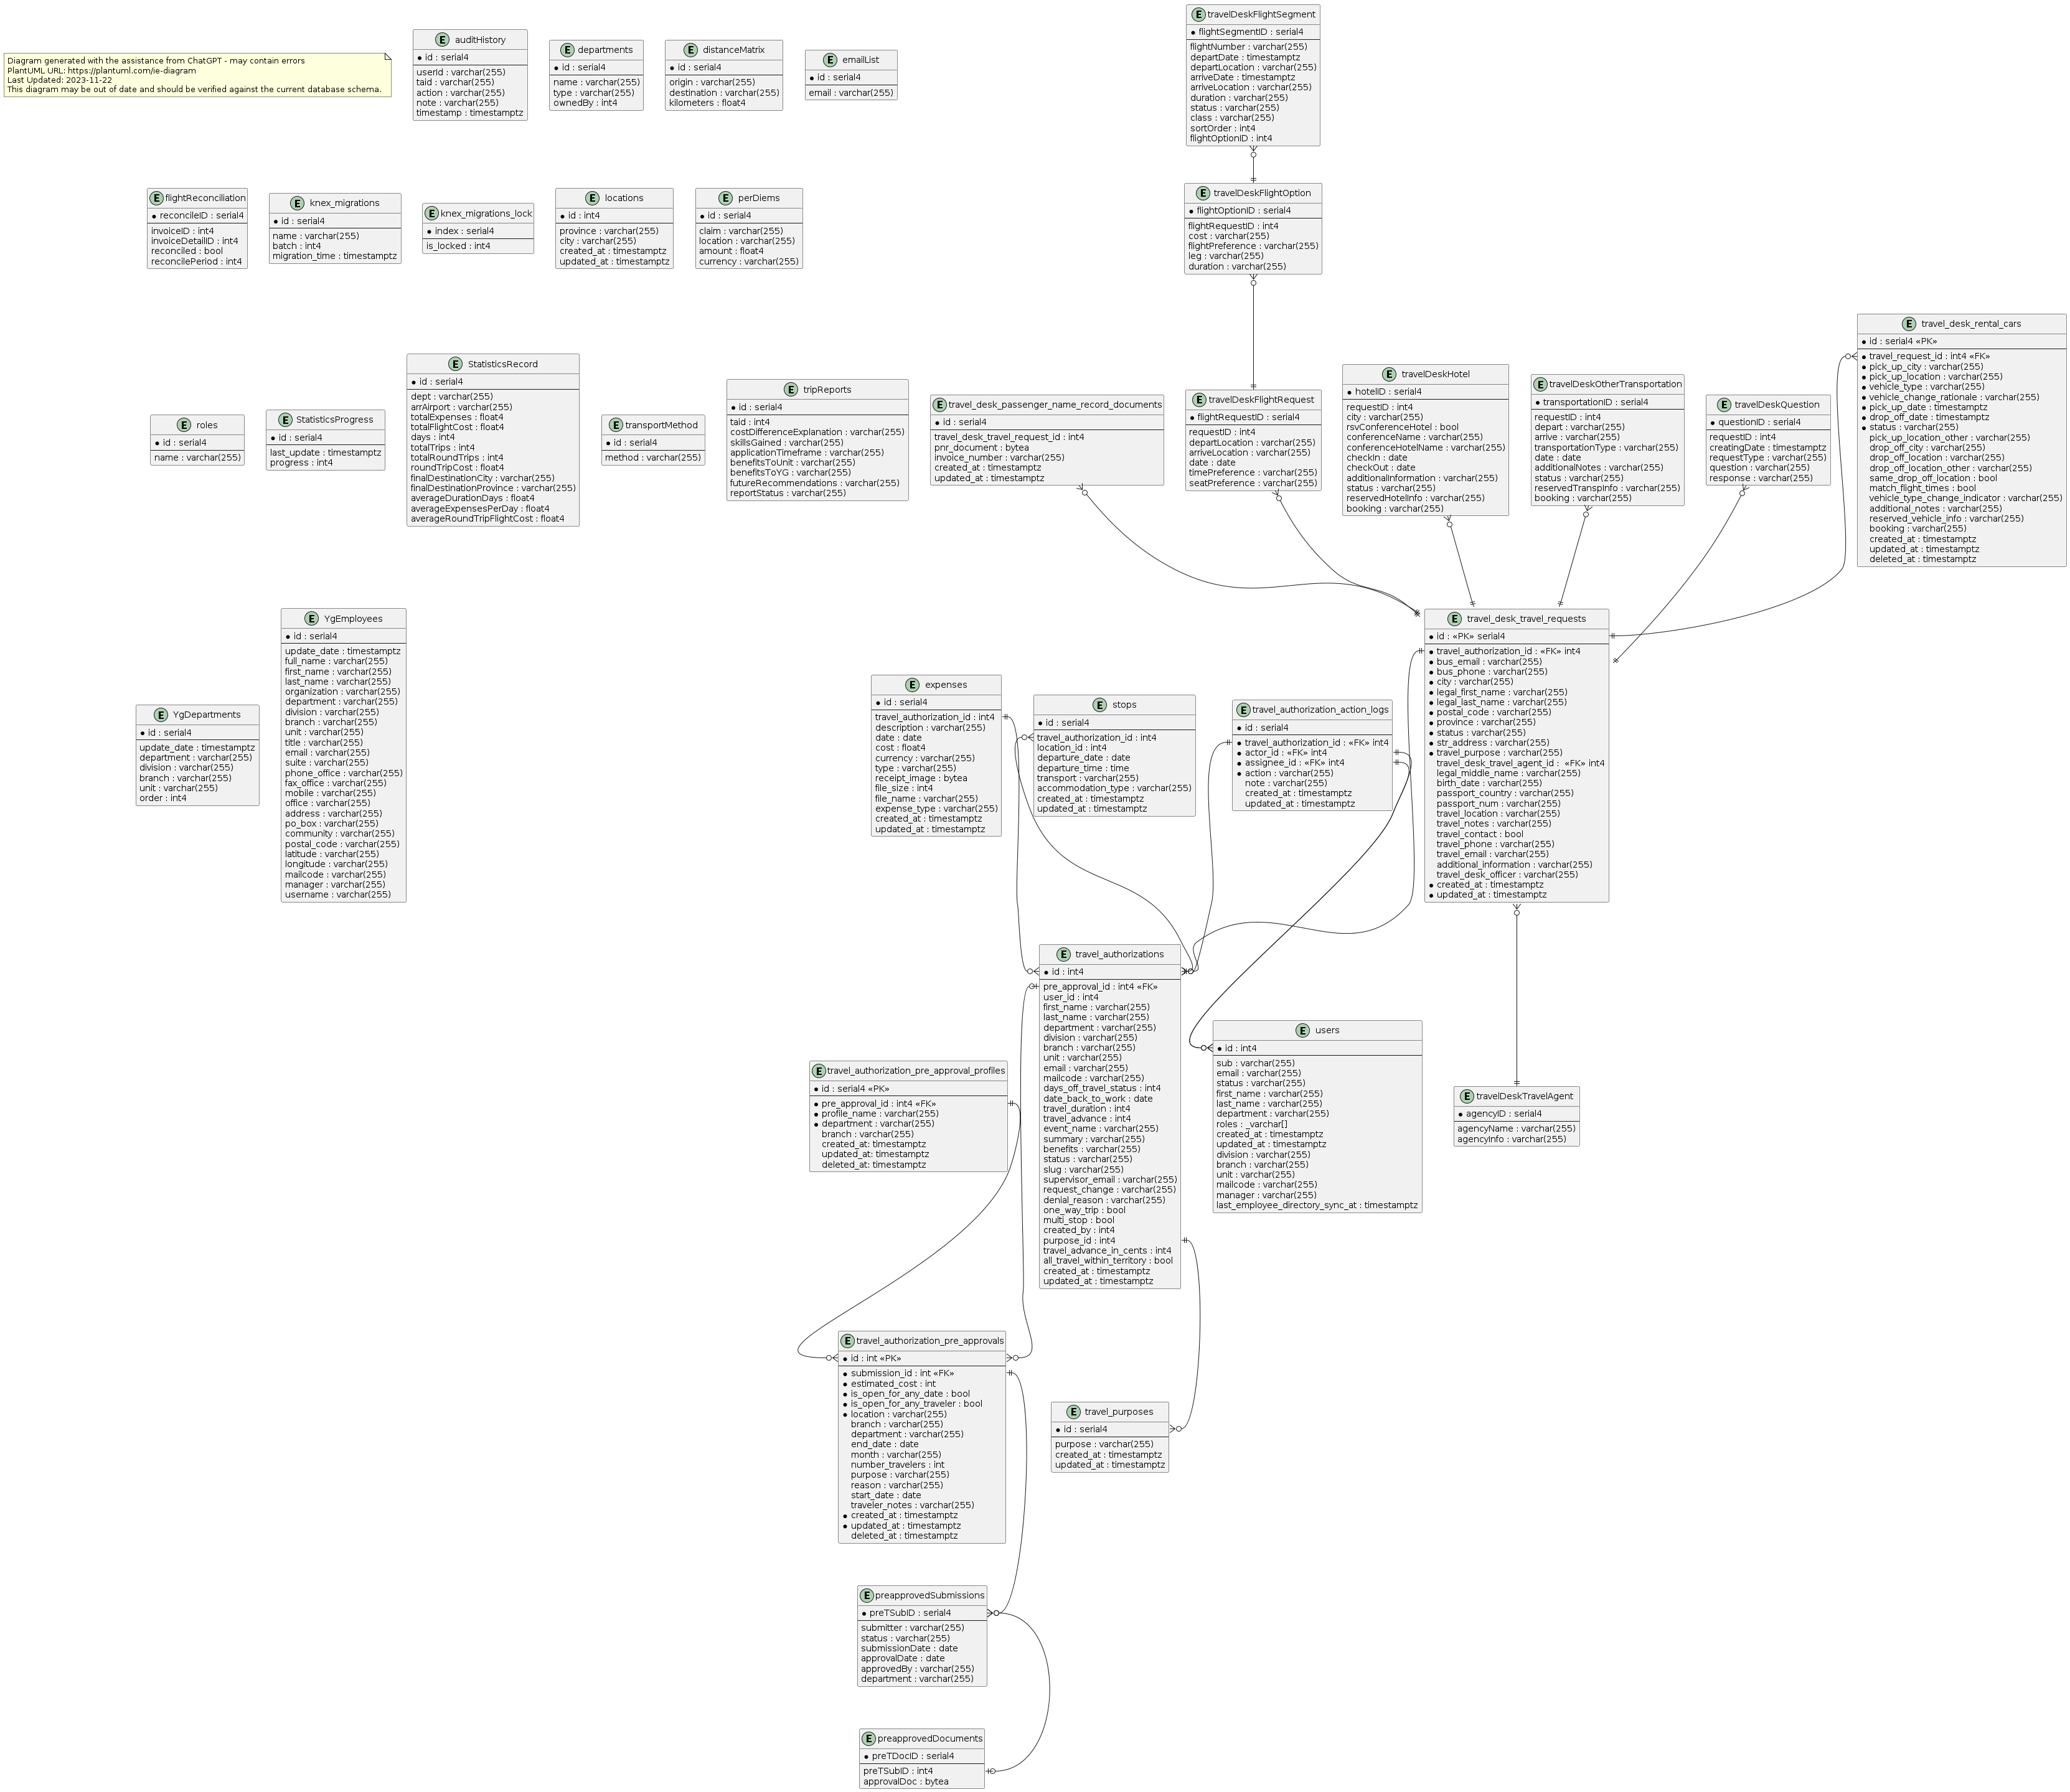 Diagram generated with the assistance from ChatGPT - may contain errors
PlantUML URL: https://plantuml.com/ie-diagram
Last Updated: 2023-11-22
This diagram may be out of date and should be verified against the current database schema.
E auditHistory
* id : serial4
userId : varchar(255)
taid : varchar(255)
action : varchar(255)
note : varchar(255)
timestamp : timestamptz
E departments
* id : serial4
name : varchar(255)
type : varchar(255)
ownedBy : int4
E distanceMatrix
* id : serial4
origin : varchar(255)
destination : varchar(255)
kilometers : float4
E emailList
* id : serial4
email : varchar(255)
E travelDeskFlightSegment
* flightSegmentID : serial4
flightNumber : varchar(255)
departDate : timestamptz
departLocation : varchar(255)
arriveDate : timestamptz
arriveLocation : varchar(255)
duration : varchar(255)
status : varchar(255)
class : varchar(255)
sortOrder : int4
flightOptionID : int4
E flightReconciliation
* reconcileID : serial4
invoiceID : int4
invoiceDetailID : int4
reconciled : bool
reconcilePeriod : int4
E knex_migrations
* id : serial4
name : varchar(255)
batch : int4
migration_time : timestamptz
E knex_migrations_lock
* index : serial4
is_locked : int4
E locations
* id : int4
province : varchar(255)
city : varchar(255)
created_at : timestamptz
updated_at : timestamptz
E perDiems
* id : serial4
claim : varchar(255)
location : varchar(255)
amount : float4
currency : varchar(255)
E travelDeskFlightOption
* flightOptionID : serial4
flightRequestID : int4
cost : varchar(255)
flightPreference : varchar(255)
leg : varchar(255)
duration : varchar(255)
E roles
* id : serial4
name : varchar(255)
E StatisticsProgress
* id : serial4
last_update : timestamptz
progress : int4
E StatisticsRecord
* id : serial4
dept : varchar(255)
arrAirport : varchar(255)
totalExpenses : float4
totalFlightCost : float4
days : int4
totalTrips : int4
totalRoundTrips : int4
roundTripCost : float4
finalDestinationCity : varchar(255)
finalDestinationProvince : varchar(255)
averageDurationDays : float4
averageExpensesPerDay : float4
averageRoundTripFlightCost : float4
E transportMethod
* id : serial4
method : varchar(255)
E tripReports
* id : serial4
taid : int4
costDifferenceExplanation : varchar(255)
skillsGained : varchar(255)
applicationTimeframe : varchar(255)
benefitsToUnit : varchar(255)
benefitsToYG : varchar(255)
futureRecommendations : varchar(255)
reportStatus : varchar(255)
E travel_desk_passenger_name_record_documents
* id : serial4
travel_desk_travel_request_id : int4
pnr_document : bytea
invoice_number : varchar(255)
created_at : timestamptz
updated_at : timestamptz
E travelDeskFlightRequest
* flightRequestID : serial4
requestID : int4
departLocation : varchar(255)
arriveLocation : varchar(255)
date : date
timePreference : varchar(255)
seatPreference : varchar(255)
E travelDeskHotel
* hotelID : serial4
requestID : int4
city : varchar(255)
rsvConferenceHotel : bool
conferenceName : varchar(255)
conferenceHotelName : varchar(255)
checkIn : date
checkOut : date
additionalInformation : varchar(255)
status : varchar(255)
reservedHotelInfo : varchar(255)
booking : varchar(255)
E travelDeskOtherTransportation
* transportationID : serial4
requestID : int4
depart : varchar(255)
arrive : varchar(255)
transportationType : varchar(255)
date : date
additionalNotes : varchar(255)
status : varchar(255)
reservedTranspInfo : varchar(255)
booking : varchar(255)
E travelDeskQuestion
* questionID : serial4
requestID : int4
creatingDate : timestamptz
requestType : varchar(255)
question : varchar(255)
response : varchar(255)
E travel_desk_rental_cars
* id : serial4 «PK»
* travel_request_id : int4 «FK»
* pick_up_city : varchar(255)
* pick_up_location : varchar(255)
* vehicle_type : varchar(255)
* vehicle_change_rationale : varchar(255)
* pick_up_date : timestamptz
* drop_off_date : timestamptz
* status : varchar(255)
pick_up_location_other : varchar(255)
drop_off_city : varchar(255)
drop_off_location : varchar(255)
drop_off_location_other : varchar(255)
same_drop_off_location : bool
match_flight_times : bool
vehicle_type_change_indicator : varchar(255)
additional_notes : varchar(255)
reserved_vehicle_info : varchar(255)
booking : varchar(255)
created_at : timestamptz
updated_at : timestamptz
deleted_at : timestamptz
E YgDepartments
* id : serial4
update_date : timestamptz
department : varchar(255)
division : varchar(255)
branch : varchar(255)
unit : varchar(255)
order : int4
E YgEmployees
* id : serial4
update_date : timestamptz
full_name : varchar(255)
first_name : varchar(255)
last_name : varchar(255)
organization : varchar(255)
department : varchar(255)
division : varchar(255)
branch : varchar(255)
unit : varchar(255)
title : varchar(255)
email : varchar(255)
suite : varchar(255)
phone_office : varchar(255)
fax_office : varchar(255)
mobile : varchar(255)
office : varchar(255)
address : varchar(255)
po_box : varchar(255)
community : varchar(255)
postal_code : varchar(255)
latitude : varchar(255)
longitude : varchar(255)
mailcode : varchar(255)
manager : varchar(255)
username : varchar(255)
E expenses
* id : serial4
travel_authorization_id : int4
description : varchar(255)
date : date
cost : float4
currency : varchar(255)
type : varchar(255)
receipt_image : bytea
file_size : int4
file_name : varchar(255)
expense_type : varchar(255)
created_at : timestamptz
updated_at : timestamptz
E stops
* id : serial4
travel_authorization_id : int4
location_id : int4
departure_date : date
departure_time : time
transport : varchar(255)
accommodation_type : varchar(255)
created_at : timestamptz
updated_at : timestamptz
E travel_authorization_action_logs
* id : serial4
* travel_authorization_id : «FK» int4
* actor_id : «FK» int4
* assignee_id : «FK» int4
* action : varchar(255)
note : varchar(255)
created_at : timestamptz
updated_at : timestamptz
E travel_desk_travel_requests
* id : «PK» serial4
* travel_authorization_id : «FK» int4
* bus_email : varchar(255)
* bus_phone : varchar(255)
* city : varchar(255)
* legal_first_name : varchar(255)
* legal_last_name : varchar(255)
* postal_code : varchar(255)
* province : varchar(255)
* status : varchar(255)
* str_address : varchar(255)
* travel_purpose : varchar(255)
travel_desk_travel_agent_id : «FK» int4
legal_middle_name : varchar(255)
birth_date : varchar(255)
passport_country : varchar(255)
passport_num : varchar(255)
travel_location : varchar(255)
travel_notes : varchar(255)
travel_contact : bool
travel_phone : varchar(255)
travel_email : varchar(255)
additional_information : varchar(255)
travel_desk_officer : varchar(255)
* created_at : timestamptz
* updated_at : timestamptz
E travel_authorizations
* id : int4
pre_approval_id : int4 «FK»
user_id : int4
first_name : varchar(255)
last_name : varchar(255)
department : varchar(255)
division : varchar(255)
branch : varchar(255)
unit : varchar(255)
email : varchar(255)
mailcode : varchar(255)
days_off_travel_status : int4
date_back_to_work : date
travel_duration : int4
travel_advance : int4
event_name : varchar(255)
summary : varchar(255)
benefits : varchar(255)
status : varchar(255)
slug : varchar(255)
supervisor_email : varchar(255)
request_change : varchar(255)
denial_reason : varchar(255)
one_way_trip : bool
multi_stop : bool
created_by : int4
purpose_id : int4
travel_advance_in_cents : int4
all_travel_within_territory : bool
created_at : timestamptz
updated_at : timestamptz
E users
* id : int4
sub : varchar(255)
email : varchar(255)
status : varchar(255)
first_name : varchar(255)
last_name : varchar(255)
department : varchar(255)
roles : _varchar[]
created_at : timestamptz
updated_at : timestamptz
division : varchar(255)
branch : varchar(255)
unit : varchar(255)
mailcode : varchar(255)
manager : varchar(255)
last_employee_directory_sync_at : timestamptz
E travel_authorization_pre_approval_profiles
* id : serial4 «PK»
* pre_approval_id : int4 «FK»
* profile_name : varchar(255)
* department : varchar(255)
branch : varchar(255)
created_at: timestamptz
updated_at: timestamptz
deleted_at: timestamptz
E travelDeskTravelAgent
* agencyID : serial4
agencyName : varchar(255)
agencyInfo : varchar(255)
E travel_authorization_pre_approvals
* id : int «PK»
* submission_id : int «FK»
* estimated_cost : int
* is_open_for_any_date : bool
* is_open_for_any_traveler : bool
* location : varchar(255)
branch : varchar(255)
department : varchar(255)
end_date : date
month : varchar(255)
number_travelers : int
purpose : varchar(255)
reason : varchar(255)
start_date : date
traveler_notes : varchar(255)
* created_at : timestamptz
* updated_at : timestamptz
deleted_at : timestamptz
E travel_purposes
* id : serial4
purpose : varchar(255)
created_at : timestamptz
updated_at : timestamptz
E preapprovedSubmissions
* preTSubID : serial4
submitter : varchar(255)
status : varchar(255)
submissionDate : date
approvalDate : date
approvedBy : varchar(255)
department : varchar(255)
E preapprovedDocuments
* preTDocID : serial4
preTSubID : int4
approvalDoc : bytea